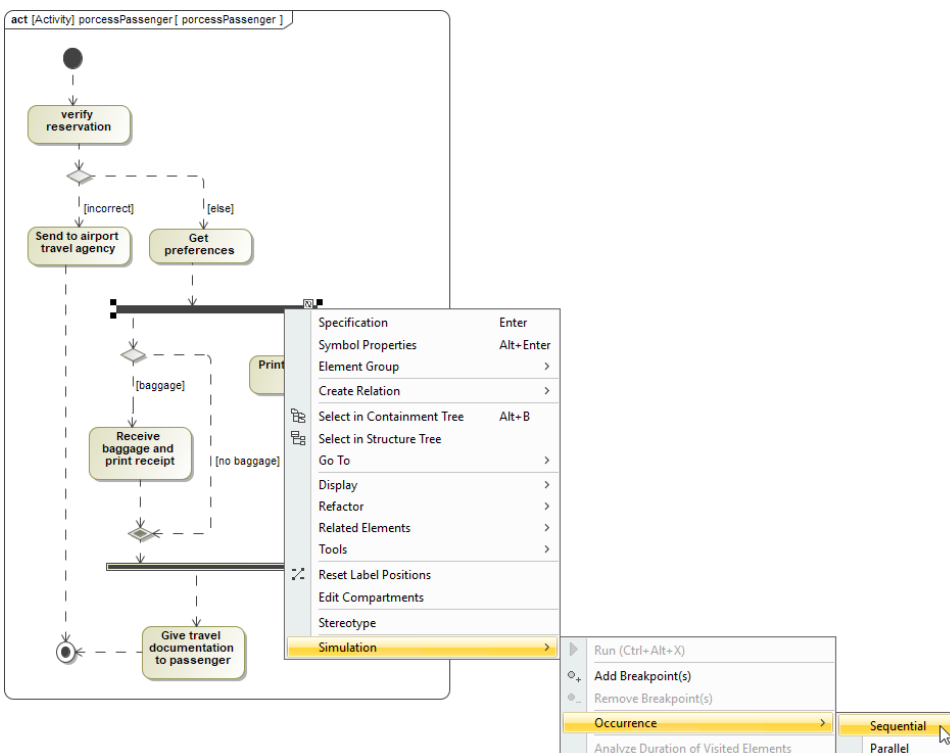 act [Activity] porcessPassenger [ porcessPassenger ]
verify
reservation
[incorrect]
[else]
Send to airport
travel agency
Get
preferences
[baggage]
Print
Receive
baggage and
print receipt
[no baggage]
Give travel
documentation
to passenger
Specification Enter
Symbol Properties Alt+Enter
Element Group
Create Relation
Select in Containment Tree Alt+B
Select in Structure Tree
Go To
Display
Refactor
Related Elements
Tools
Reset Label Positions
Edit Compartments
Stereotype
Simulation
Run (Ctrl+Alt+X)
Add Breakpoint(s)
Remove Breakpoint(s)
Occurrence
Analyze Duration of Visited Elements
Sequential
Parallel